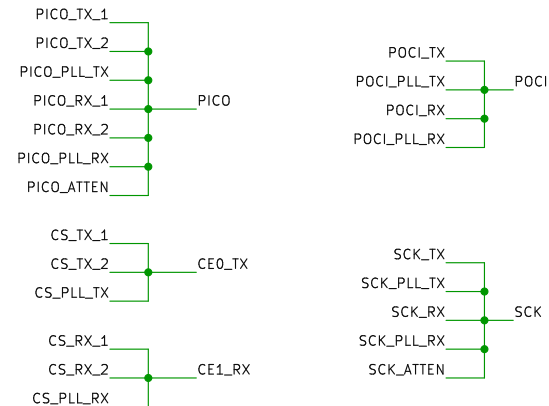 PICO_TX_1
PICO_TX_2
PICO_PLL_TX
PICO_RX_1
PICO
PICO_RX_2
PICO_PLL_RX
PICO_ATTEN
POCI_TX
POCI_PLL_TX
POCI
POCI_RX
POCI_PLL_RX
CS_TX_1
CS_TX_2
CE0_TX
CS_PLL_TX
SCK_TX
SCK_PLL_TX
SCK_RX
SCK
SCK_PLL_RX
SCK_ATTEN
CS_RX_1
CS_RX_2
CE1_RX
CS_PLL_RX